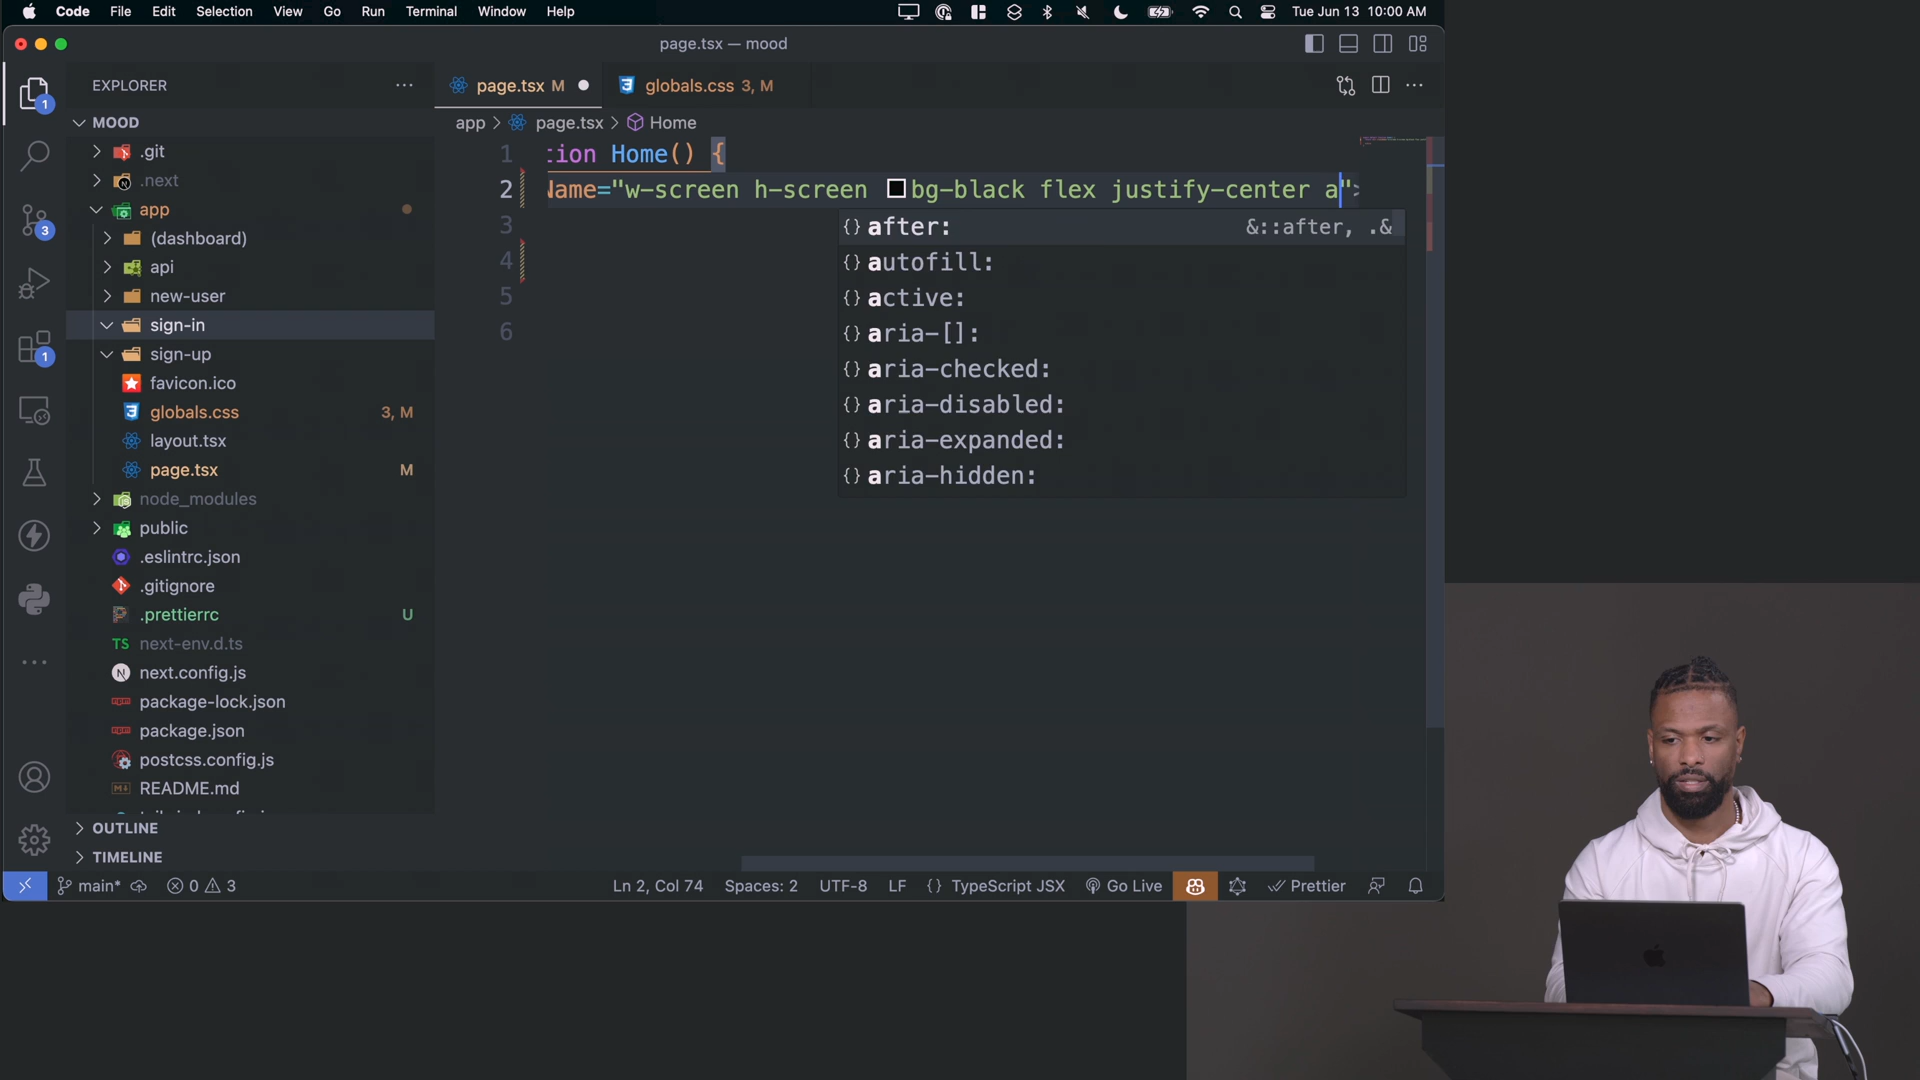 Code File Edit Selection View Go Run Terminal Window Help Tue Jun 13 10:00 AM
page.tsx — mood
EXPLORER
page.tsx M
globals.css 3, M
MOOD
app > page.tsx > Home
.git
.next
app
(dashboard)
api
new-user
sign-in
sign-up
favicon.ico
globals.css 3, M
layout.tsx
page.tsx M
node_modules
public
.eslintrc.json
.gitignore
.prettierrc U
next-env.d.ts
next.config.js
package-lock.json
package.json
postcss.config.js
README.md
OUTLINE
TIMELINE
1 tion Home() {
2 Name="w-screen h-screen bg-black flex justify-center a">
3
4
5
6
{} after: &::after, .&
{} autofill:
{} active:
{} aria-[]:
{} aria-checked:
{} aria-disabled:
{} aria-expanded:
{} aria-hidden:
1
3
1
main* 0 3 Ln 2, Col 74 Spaces: 2 UTF-8 LF {} TypeScript JSX Go Live Prettier